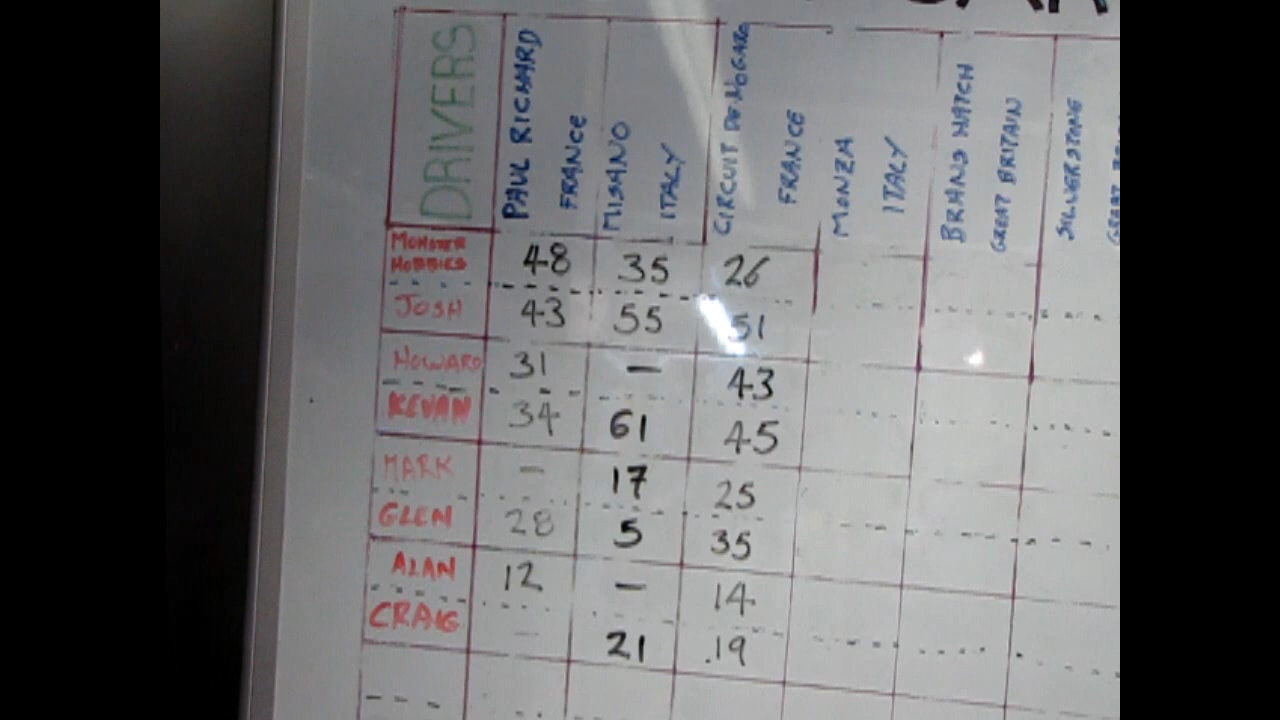 DRIVERS PAUL RICHARD FRANCE MISANO ITALY CIRCUIT DE NOGARO FRANCE MONZA ITALY BRANDS HATCH GREAT BRITAIN SILVERSTONE GREAT
MONSTER HOBBIES 48 35 26
JOSH 43 55 51
HOWARD 31 - 43
KEVAN 34 61 45
MARK - 17 25
GLEN 28 5 35
ALAN 12 - 14
CRAIG - 21 19